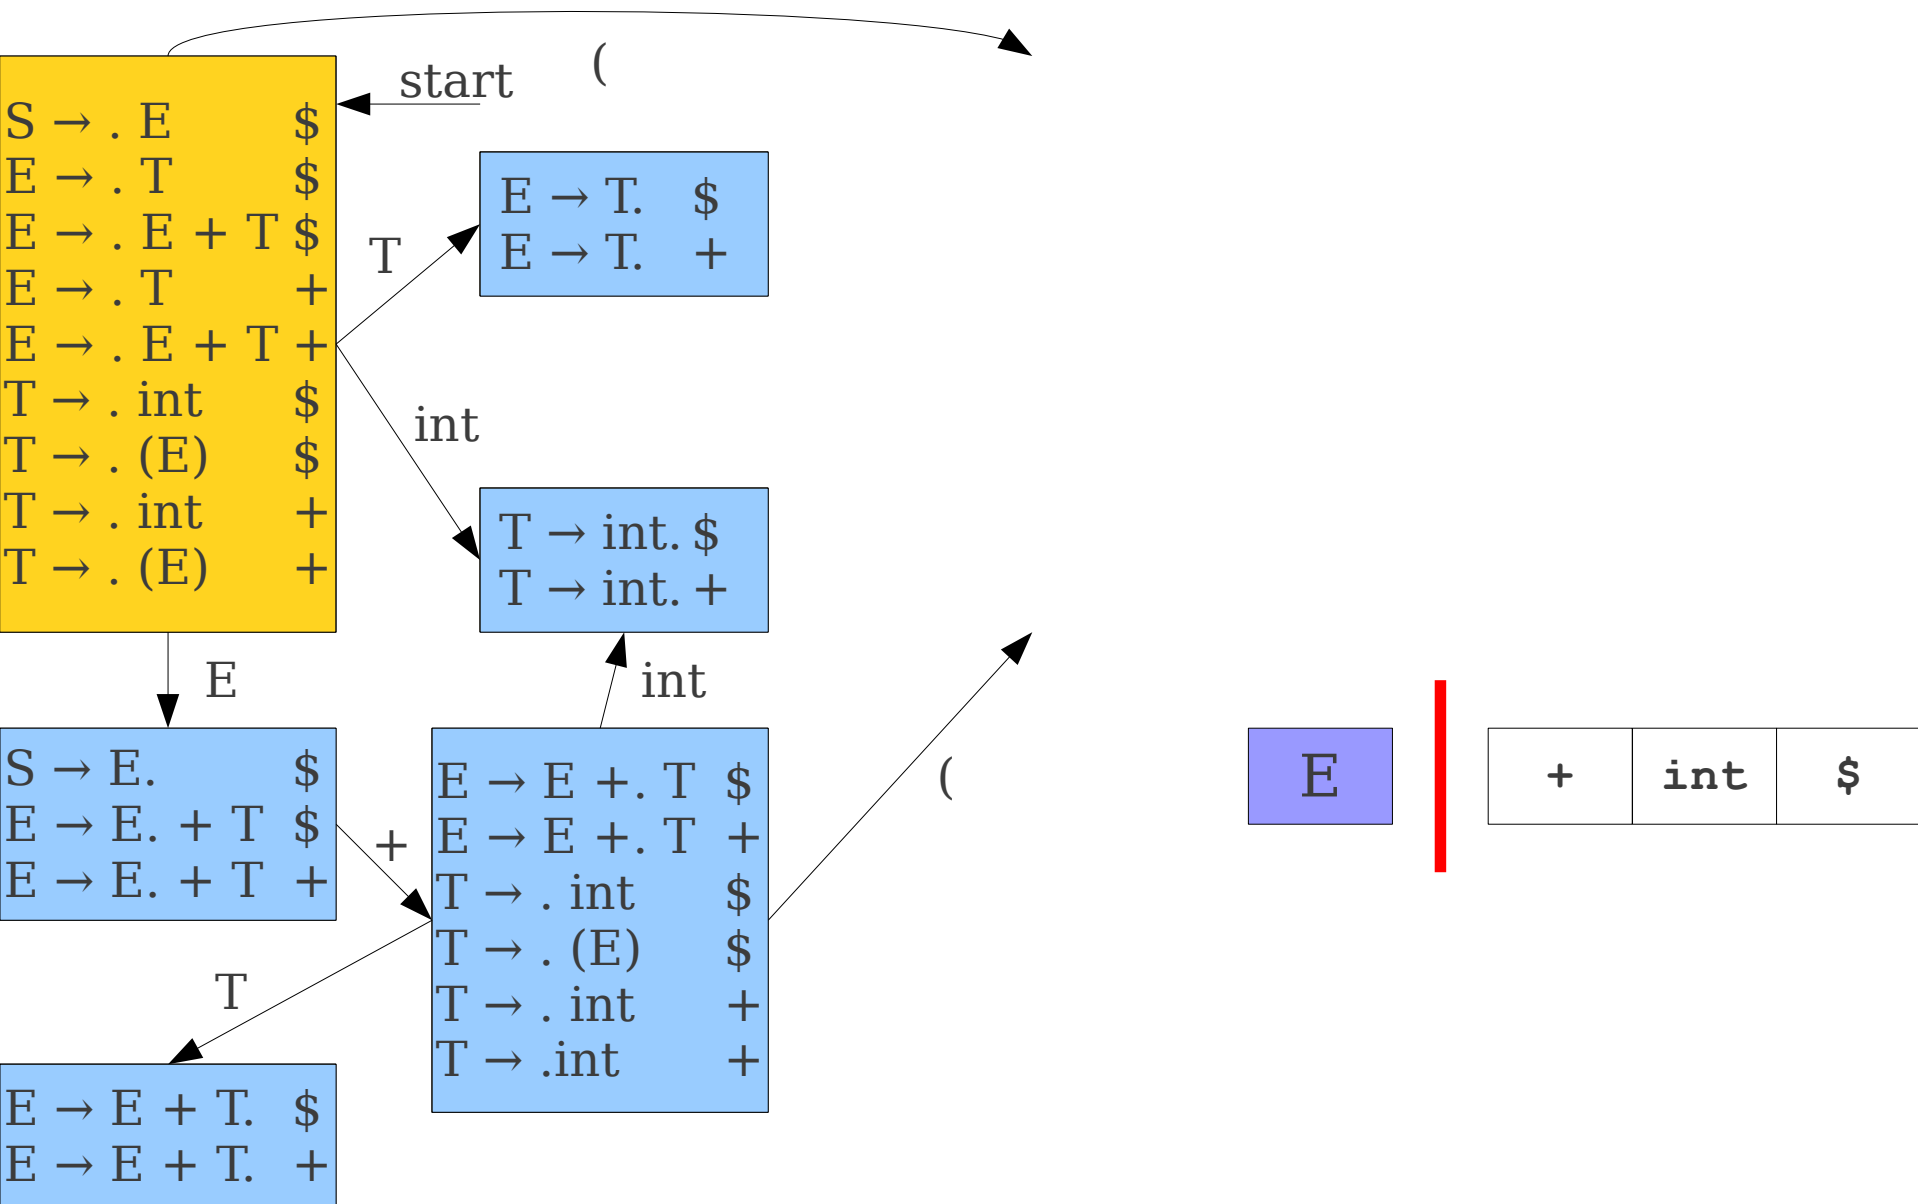 (
start
S → . E $
E → . T $
E → . E + T $
E → . T +
E → . E + T +
T → . int $
T → . (E) $
T → . int +
T → . (E) +
T
E → T. $
E → T. +
int
T → int. $
T → int. +
E
int
S → E. $
E → E. + T $
E → E. + T +
+
E → E +. T $
E → E +. T +
T → . int $
T → . (E) $
T → . int +
T → .int +
(
E
+ int $
T
E → E + T. $
E → E + T. +